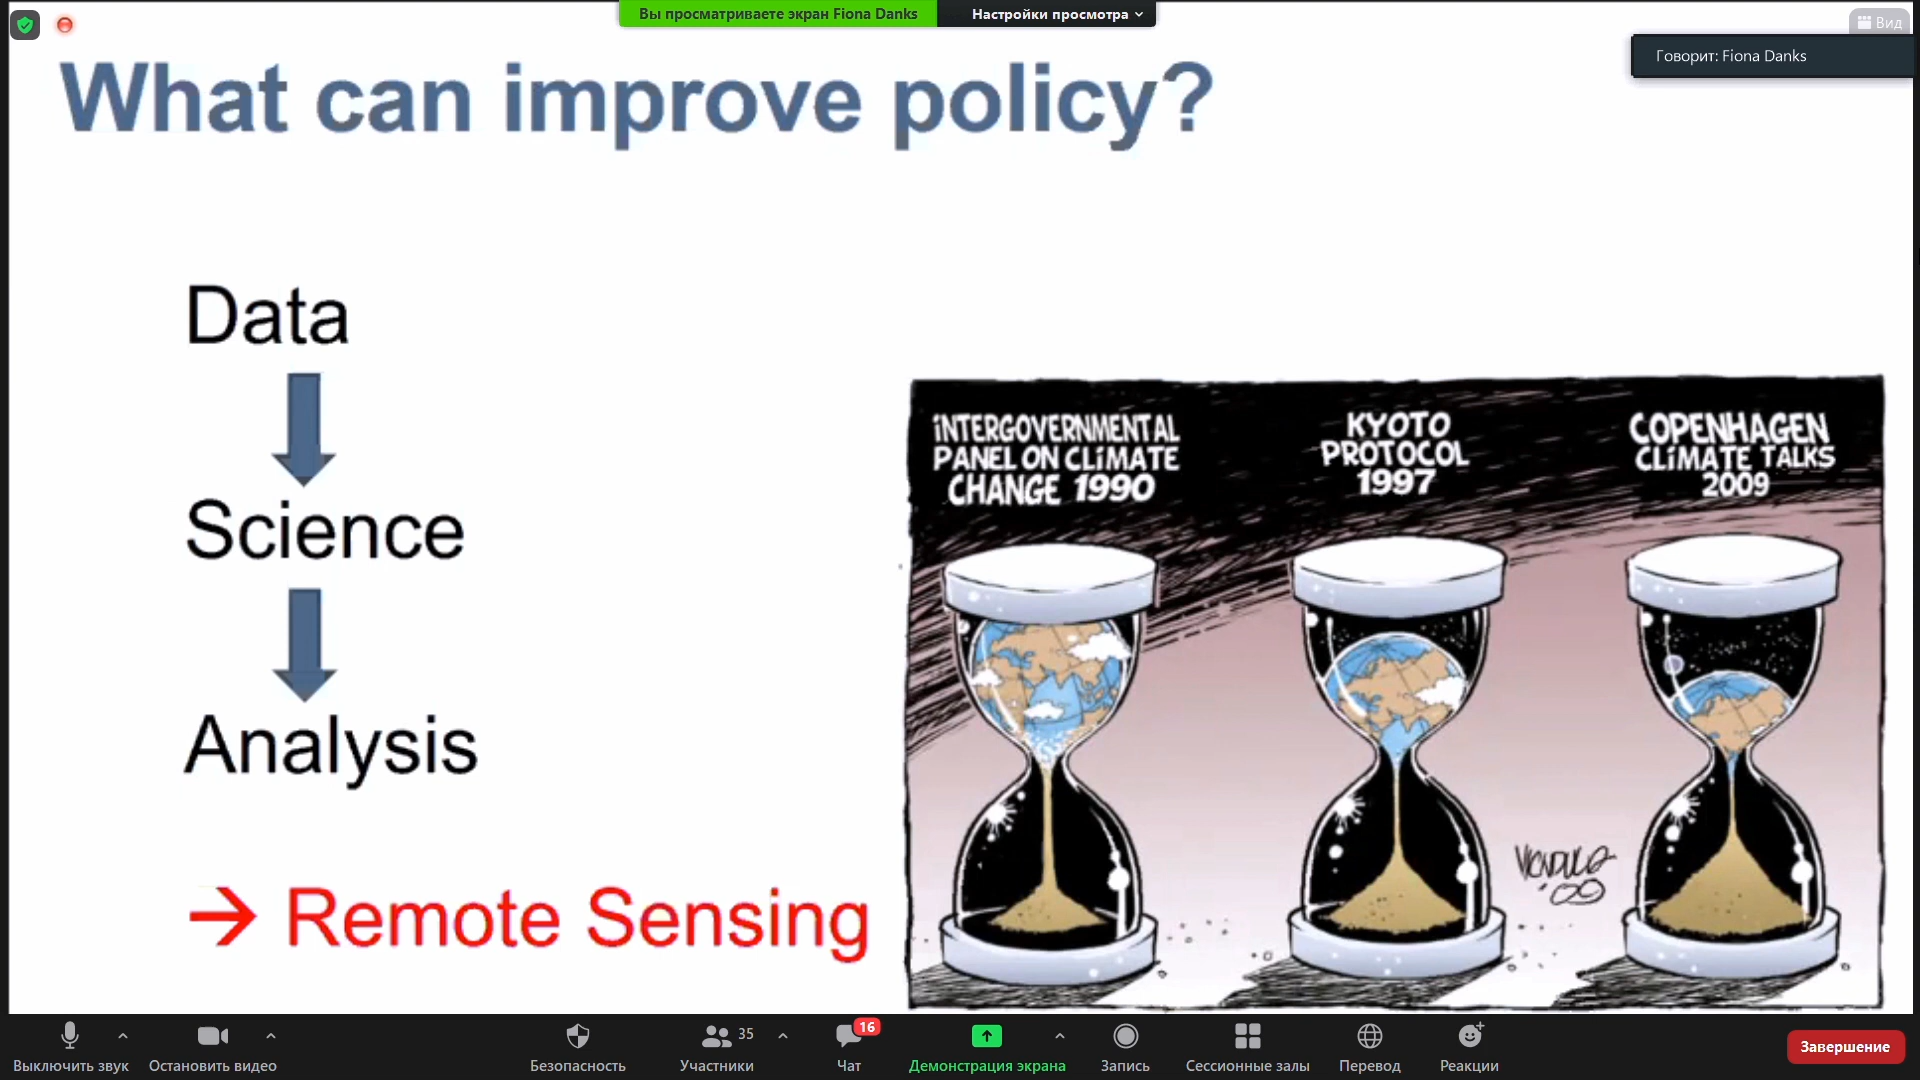 Вы просматриваете экран Fiona Danks
Настройки просмотра
Вид
Говорит: Fiona Danks
What can improve policy?
Data
Science
Analysis
→ Remote Sensing
INTERGOVERNMENTAL
PANEL ON CLIMATE
CHANGE 1990
KYOTO
PROTOCOL
1997
COPENHAGEN
CLIMATE TALKS
2009
'09
Выключить звук
Остановить видео
Безопасность
35
Участники
16
Чат
Демонстрация экрана
Запись
Сессионные залы
Перевод
Реакции
Завершение